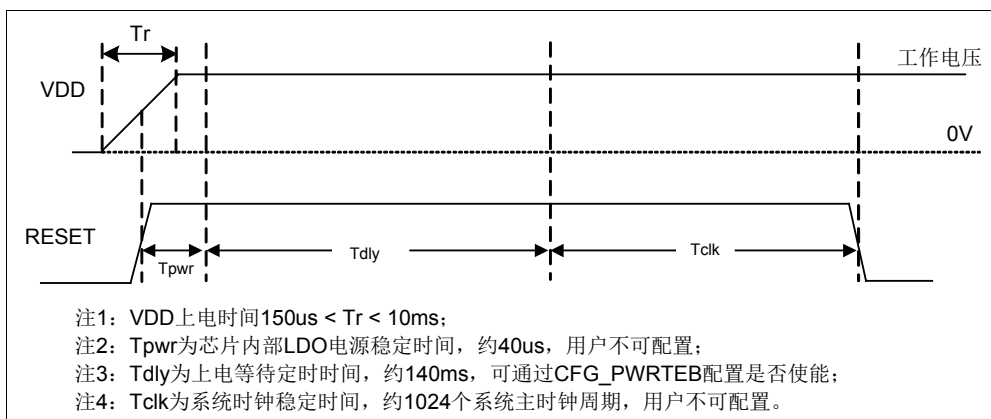 Tr
工作电压
VDD
0V
RESET
Tpwr
Tdly
Tclk
注1：VDD上电时间150us < Tr < 10ms；
注2：Tpwr为芯片内部LDO电源稳定时间，约40us，用户不可配置；
注3：Tdly为上电等待定时时间，约140ms，可通过CFG_PWRTEB配置是否使能；
注4：Tclk为系统时钟稳定时间，约1024个系统主时钟周期，用户不可配置。